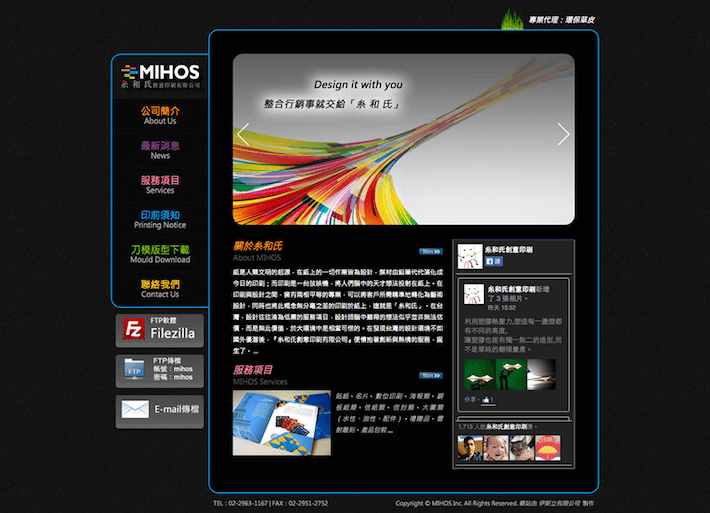 專業代理：環保草皮
MIHOS
糸 和 氏 創意印刷有限公司
公司簡介
About Us
最新消息
News
服務項目
Services
印前須知
Printing Notice
刀模版型下載
Mould Download
聯絡我們
Contact Us
FTP軟體
Filezilla
FTP傳檔
帳號：mihos
密碼：mihos
FTP
E-mail傳檔
Design it with you
整合行銷事就交給「糸 和 氏」
關於糸和氏
About MIHOS
紙是人類文明的起源，在紙上的一切作業皆為設計，媒材由鉛筆代代演化成
今日的印刷；而印刷是一台放映機，將人們腦中的天才想法投射在紙上。在
印刷與設計之間，擁有兩相平等的專業，可以將客戶所需精準地轉化為藝術
設計，同時也將此概念無分毫之差的印刷於紙上，這就是「糸和氏」。在台
灣，設計往往淪為低廉的服務項目，設計師腦中難尋的想法似乎並非無法估
價，而是無此價值，於大環境中是相當可惜的。在發現台灣的設計環境不如
國外優渥後，『糸和氏創意印刷有限公司』便懷抱著創新與熱情的服務，誕
生了。...
服務項目
MIHOS Services
貼紙、名片、數位印刷、海報類、銅
板紙類、信紙類、信封類、大圖類
（水性、油性、配件）、禮贈品、雷
射雕刻、產品包裝 ...
糸和氏創意印刷
讚
糸和氏創意印刷新增
了 3 張相片。
昨天 15:52
利用塑膠熱壓力,塑造每一盞燈都
有不同的高度,
讓塑膠也能有獨一無二的造型,而
不是單純的翻模量產。
分享 · 1
1,713 人說糸和氏創意印刷讚。
TEL : 02-2963-1167 | FAX : 02-2951-2752
Copyright © MIHOS Inc. All Rights Reserved. 網站由 伊斯立有限公司 製作